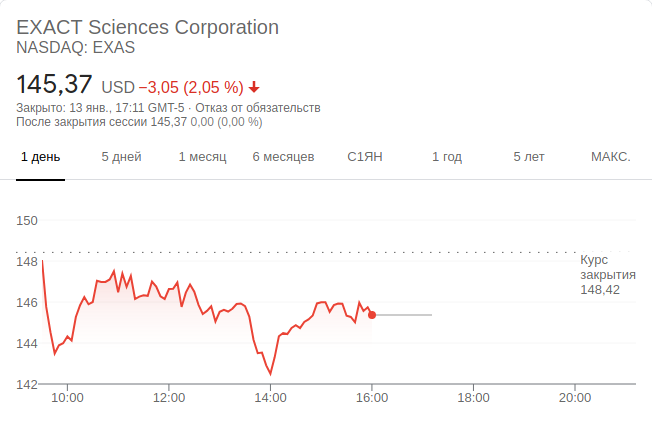 EXACT Sciences Corporation
NASDAQ: EXAS
145,37 USD −3,05 (2,05 %)
Закрыто: 13 янв., 17:11 GMT-5 · Отказ от обязательств
После закрытия сессии 145,37 0,00 (0,00 %)
1 день 5 дней 1 месяц 6 месяцев С1ЯН 1 год 5 лет МАКС.
150
148
Курс
закрытия
148,42
146
144
142
10:00 12:00 14:00 16:00 18:00 20:00